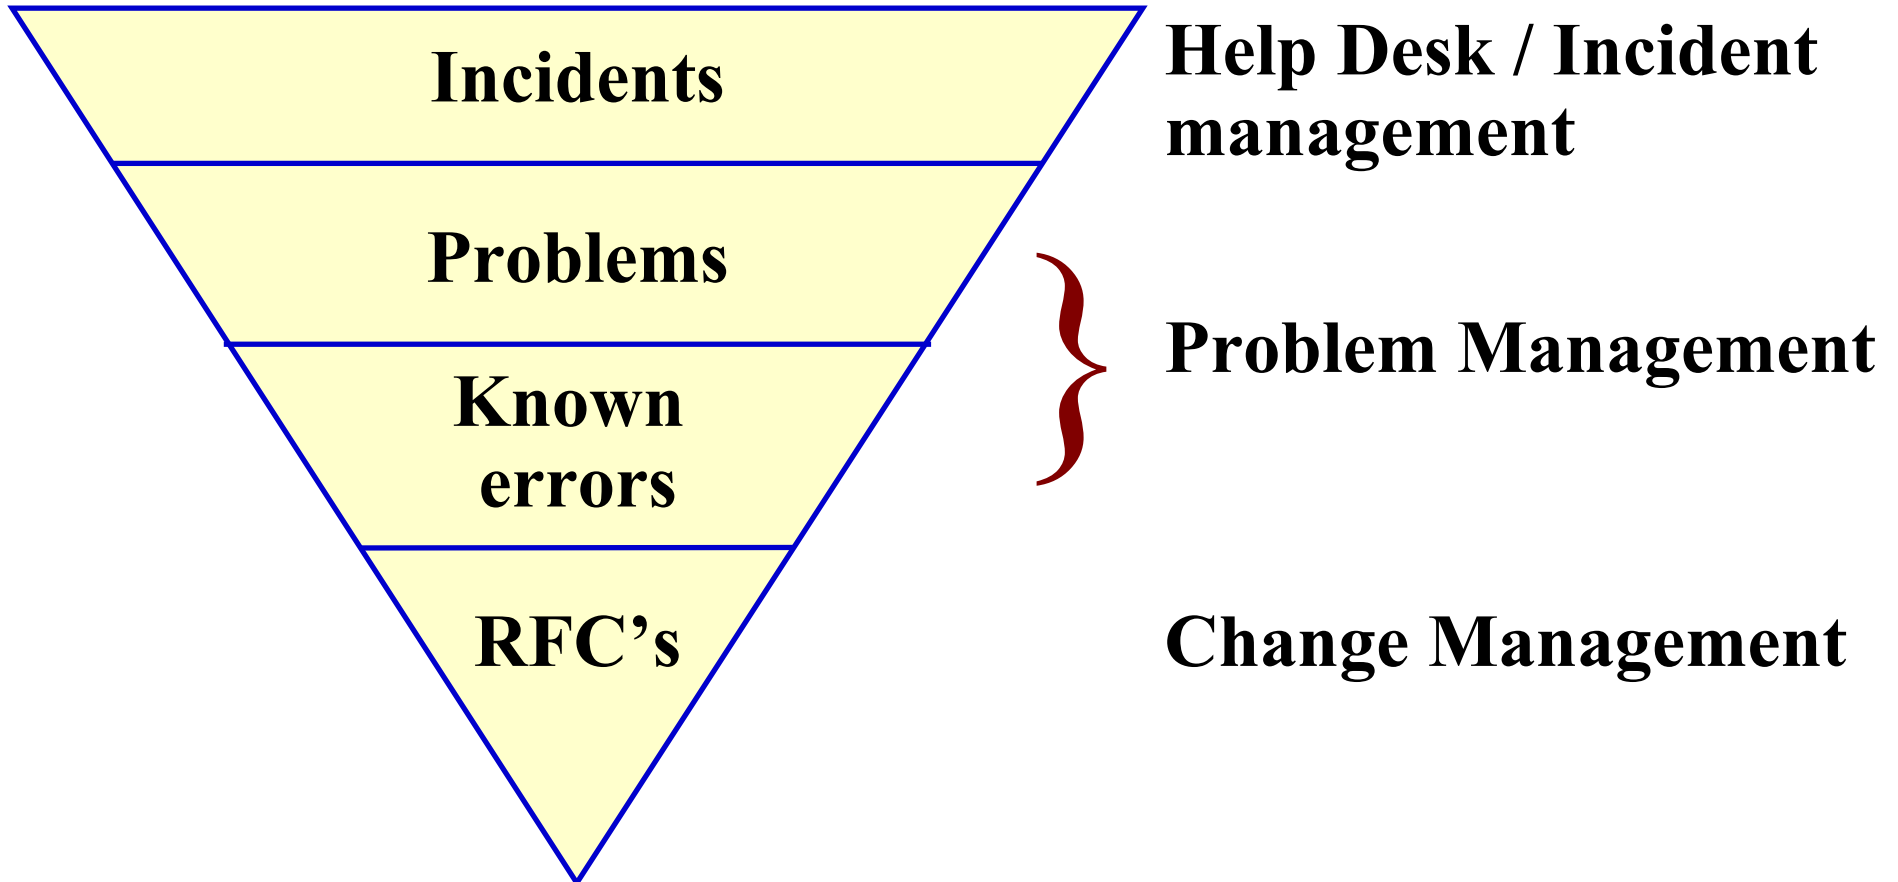 Incidents
Help Desk / Incident
management
Problems
Known
errors
Problem Management
RFC’s
Change Management